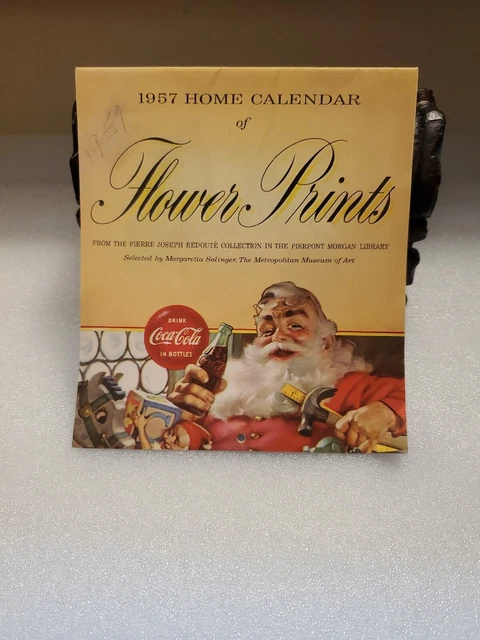 1957 HOME CALENDAR
of
Flower Prints
FROM THE PIERRE JOSEPH REDOUTÉ COLLECTION IN THE PIERPONT MORGAN LIBRARY
Selected by Margaretta Salinger, The Metropolitan Museum of Art
DRINK
Coca-Cola
IN BOTTLES